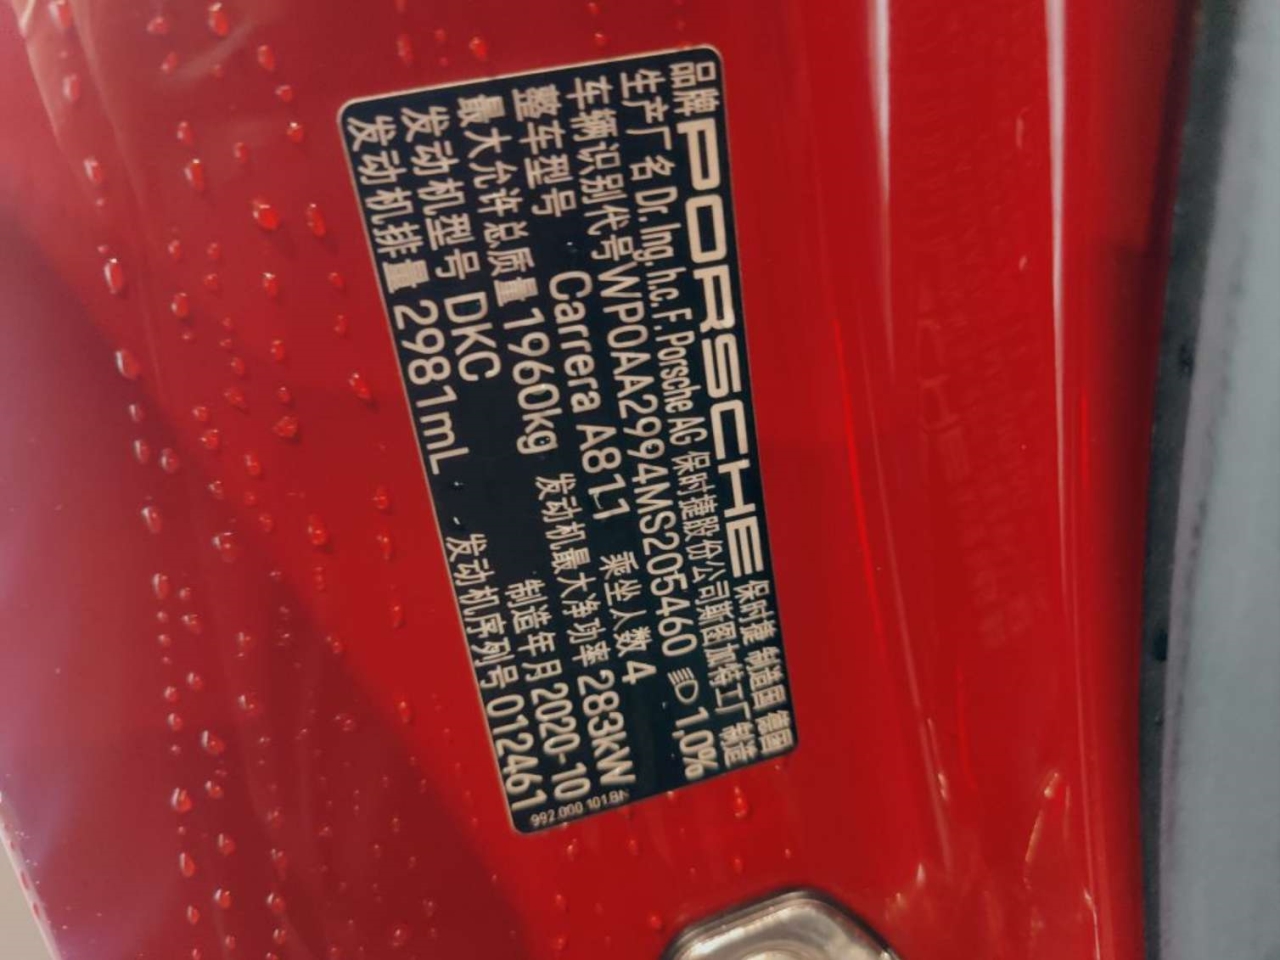 品牌 PORSCHE 保时捷 制造国 德国
生产厂名 Dr. Ing. h.c. F. Porsche AG 保时捷股份公司斯图加特工厂制造
车辆识别代号 WP0AA2994MS205460 1,0%
整车型号 Carrera A811 乘坐人数 4
最大允许总质量 1960kg 发动机最大净功率 283kW
发动机型号 DKC 制造年月 2020-10
发动机排量 2981mL 发动机序列号 012461
992.000.101.BN